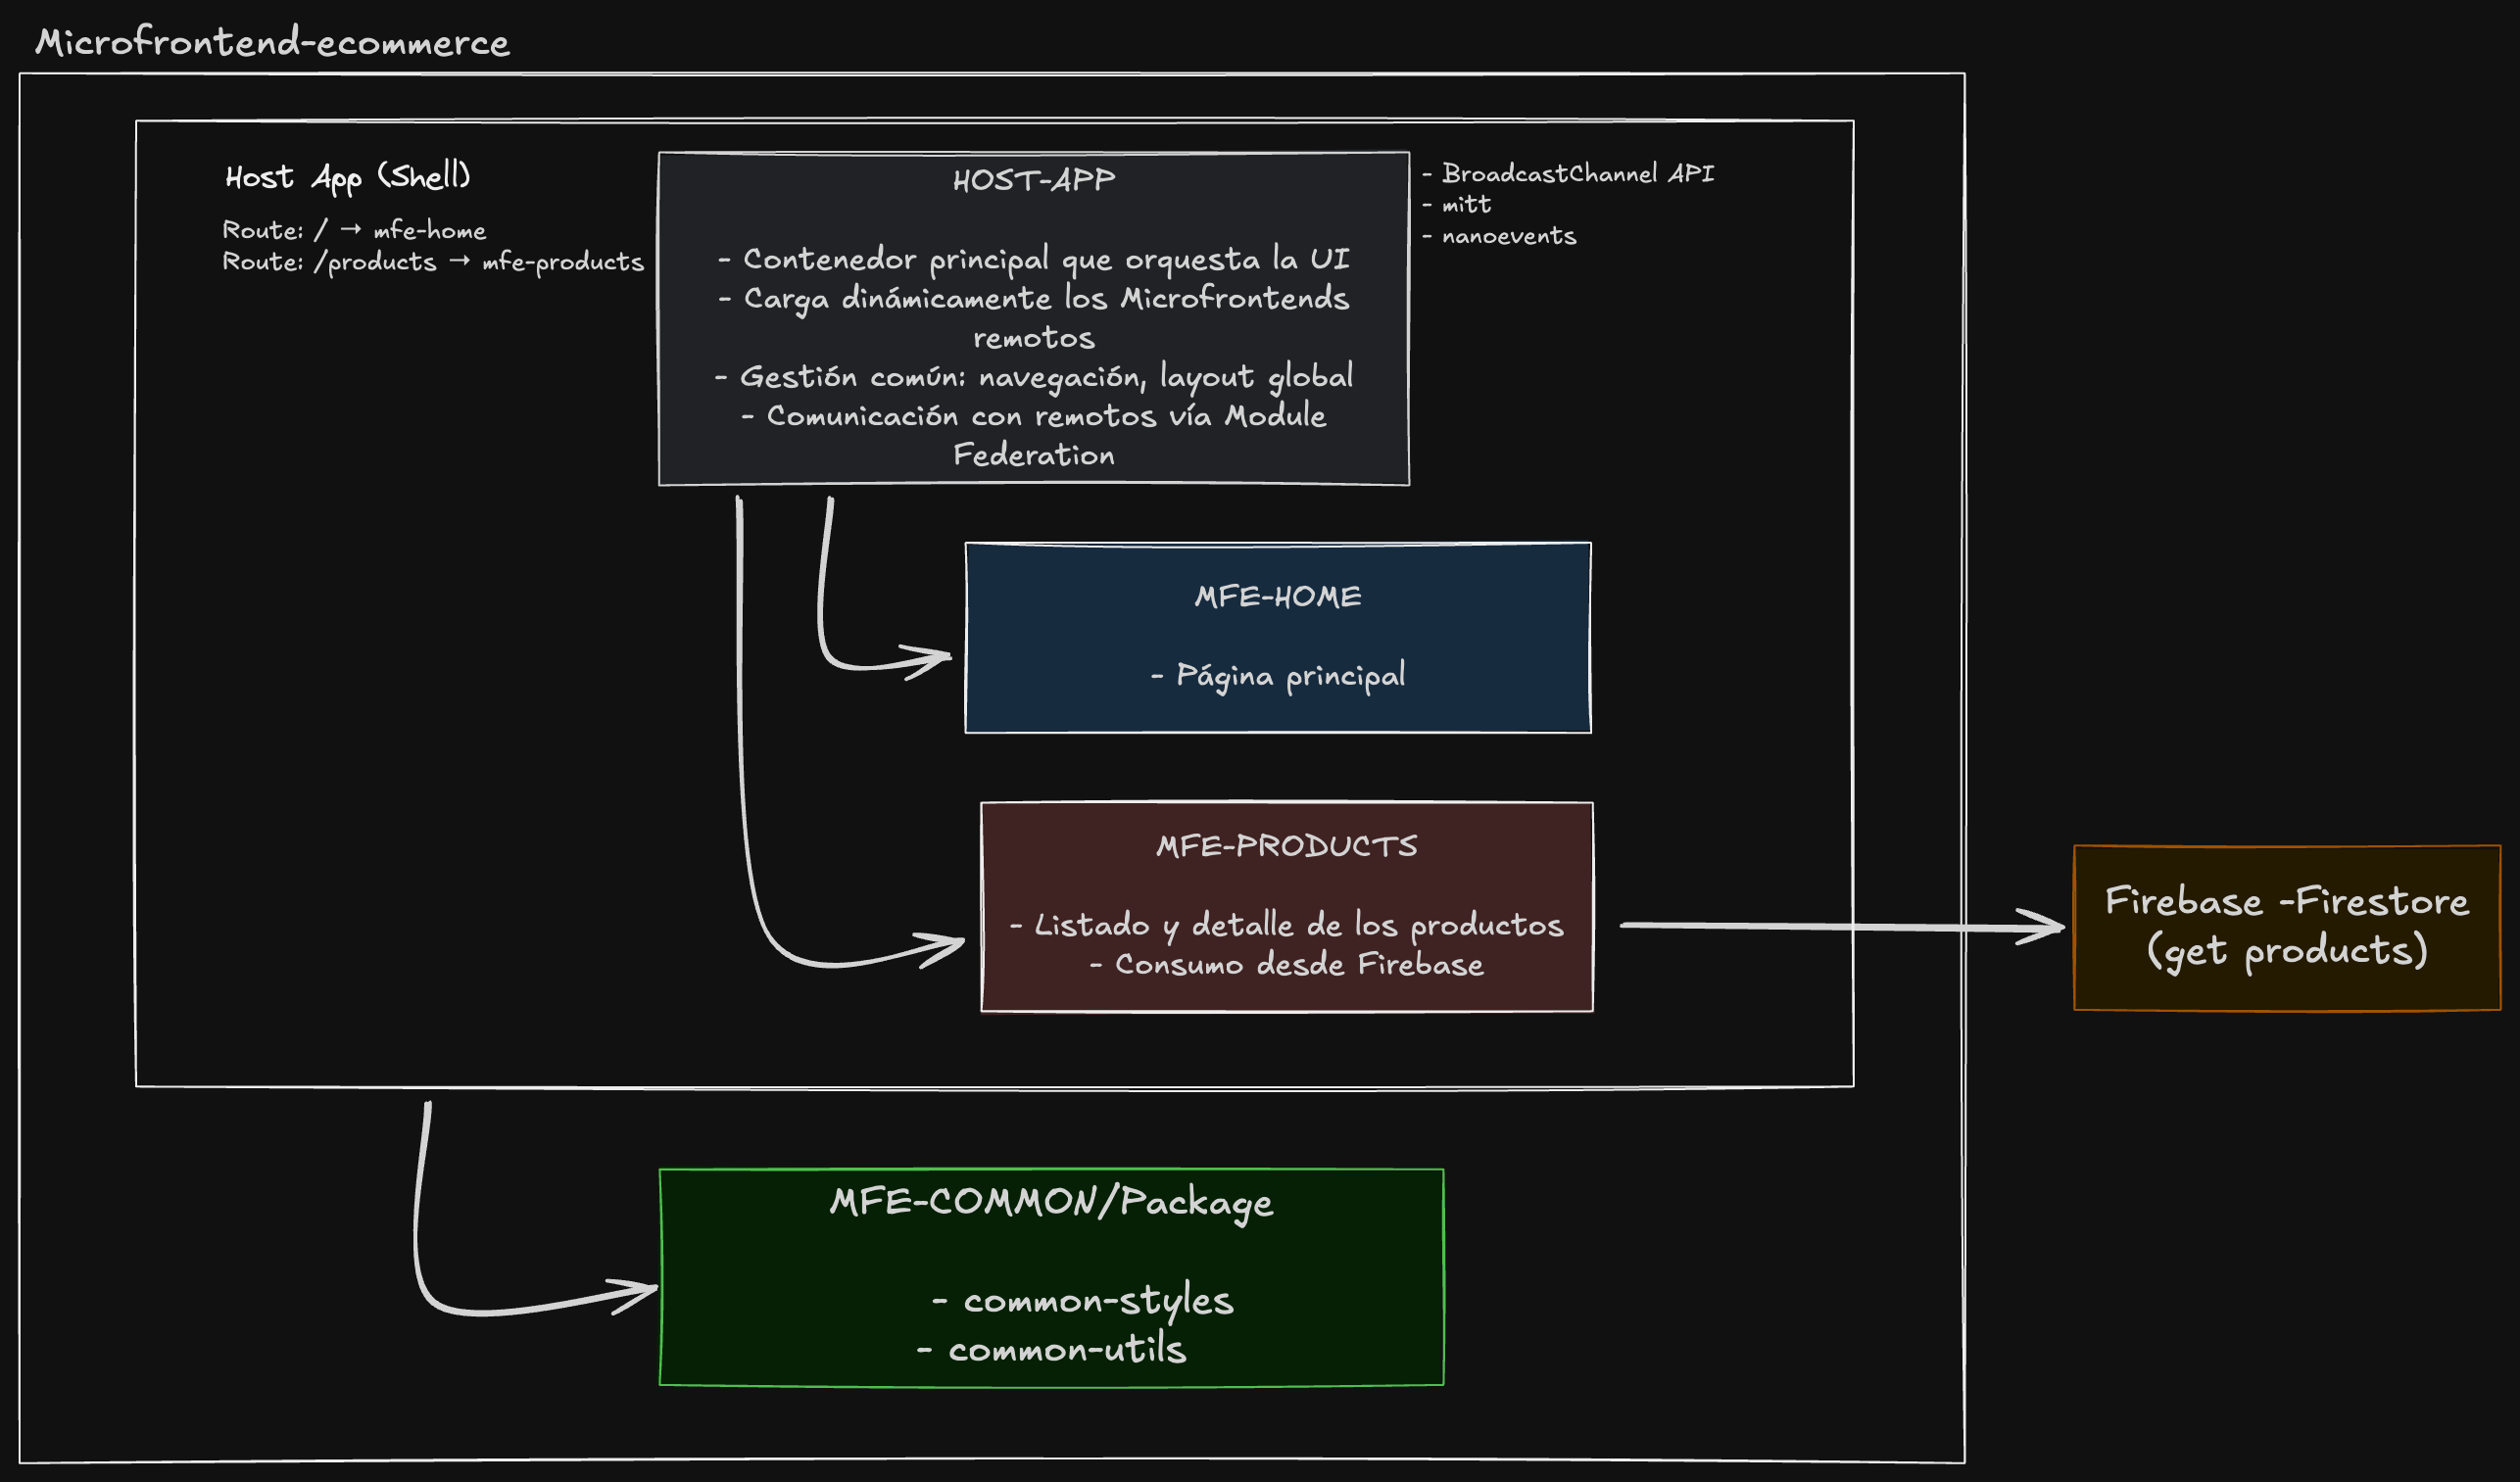 Microfrontend-ecommerce
Host App (Shell)
Route: / → mfe-home
Route: /products → mfe-products
HOST-APP
- Contenedor principal que orquesta la UI
- Carga dinámicamente los Microfrontends
remotos
- Gestión común: navegación, layout global
- Comunicación con remotos vía Module
Federation
- BroadcastChannel API
- mitt
- nanoevents
MFE-HOME
- Página principal
MFE-PRODUCTS
- Listado y detalle de los productos
- Consumo desde Firebase
Firebase -Firestore
(get products)
MFE-COMMON/Package
- common-styles
- common-utils